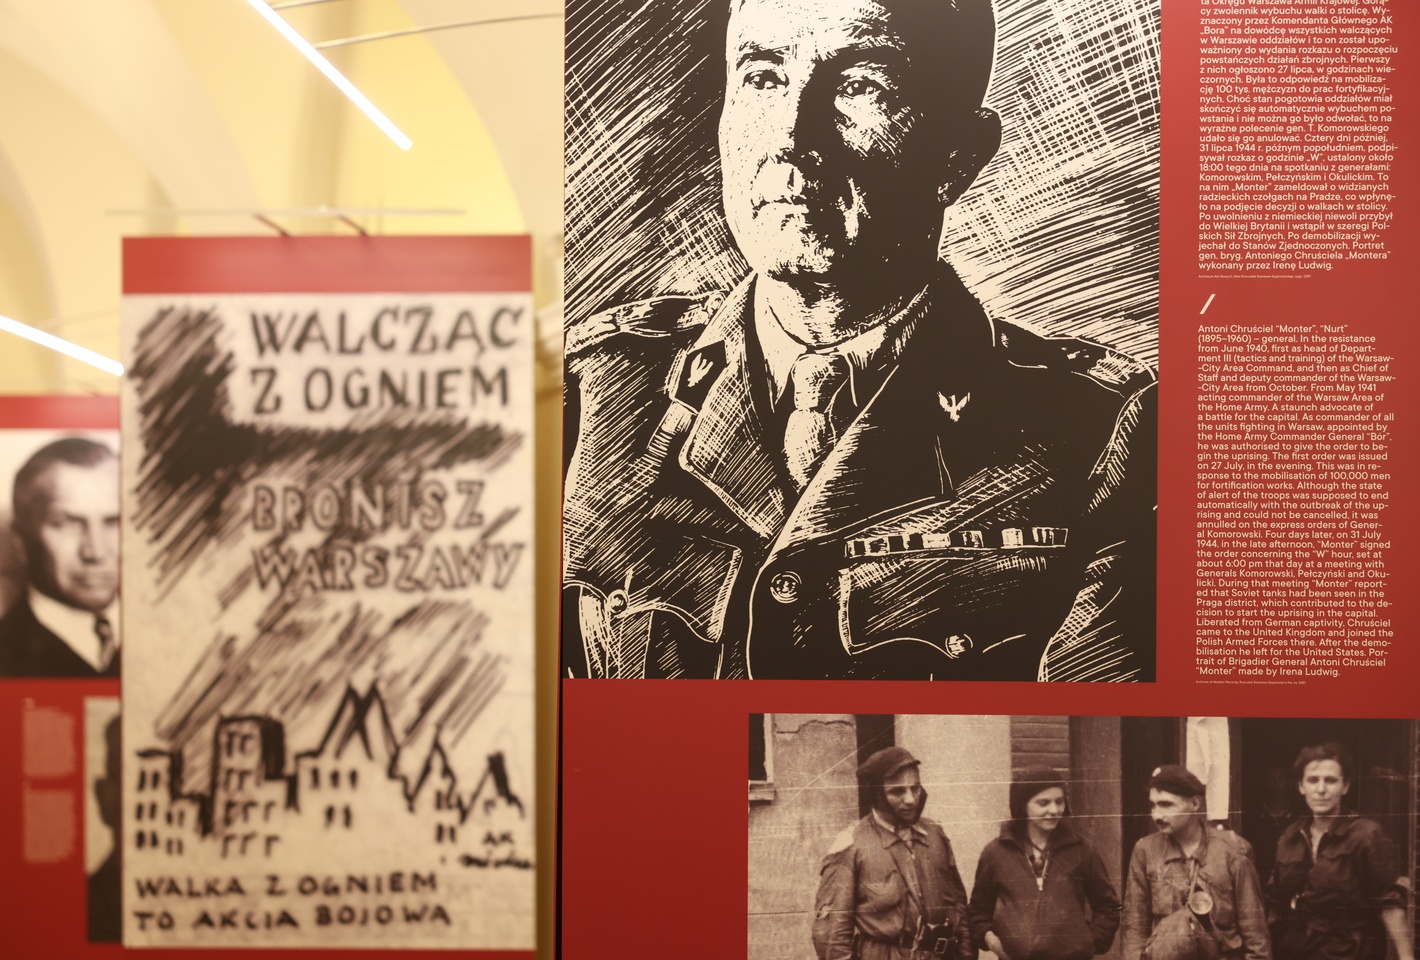 WALCZĄC
Z OGNIEM
BRONISZ
WARSZAWY
AK
WALKA Z OGNIEM
TO AKCJA BOJOWA
ta Okręgu Warszawa Armii Krajowej. Gorą-
cy zwolennik wybuchu walki o stolicę. Wy-
znaczony przez Komendanta Głównego AK
„Bora” na dowódcę wszystkich walczących
w Warszawie oddziałów i to on został upo-
ważniony do wydania rozkazu o rozpoczęciu
powstańczych działań zbrojnych. Pierwszy
z nich ogłoszono 27 lipca, w godzinach wie-
czornych. Była to odpowiedź na mobiliza-
cję 100 tys. mężczyzn do prac fortyfikacyj-
nych. Choć stan pogotowia oddziałów miał
skończyć się automatycznie wybuchem po-
wstania i nie można go było odwołać, to na
wyraźne polecenie gen. T. Komorowskiego
udało się go anulować. Cztery dni później,
31 lipca 1944 r. późnym popołudniem, podpi-
sywał rozkaz o godzinie „W”, ustalony około
18:00 tego dnia na spotkaniu z generałami:
Komorowskim, Pełczyńskim i Okulickim. To
na nim „Monter” zameldował o widzianych
radzieckich czołgach na Pradze, co wpłynę-
ło na podjęcie decyzji o walkach w stolicy.
Po uwolnieniu z niemieckiej niewoli przybył
do Wielkiej Brytanii i wstąpił w szeregi Pol-
skich Sił Zbrojnych. Po demobilizacji wy-
jechał do Stanów Zjednoczonych. Portret
gen. bryg. Antoniego Chruściela „Montera”
wykonany przez Irenę Ludwig.
/
Antoni Chruściel “Monter”, “Nurt”
(1895–1960) – general. In the resistance
from June 1940, first as head of Depart-
ment III (tactics and training) of the Warsaw-
-City Area Command, and then as Chief of
Staff and deputy commander of the Warsaw-
-City Area from October. From May 1941
acting commander of the Warsaw Area of
the Home Army. A staunch advocate of
a battle for the capital. As commander of all
the units fighting in Warsaw, appointed by
the Home Army Commander General “Bór”,
he was authorised to give the order to be-
gin the uprising. The first order was issued
on 27 July, in the evening. This was in re-
sponse to the mobilisation of 100,000 men
for fortification works. Although the state
of alert of the troops was supposed to end
automatically with the outbreak of the up-
rising and could not be cancelled, it was
annulled on the express orders of Gener-
al Komorowski. Four days later, on 31 July
1944, in the late afternoon, “Monter” signed
the order concerning the “W” hour, set at
about 6:00 pm that day at a meeting with
Generals Komorowski, Pełczyński and Oku-
licki. During that meeting “Monter” report-
ed that Soviet tanks had been seen in the
Praga district, which contributed to the de-
cision to start the uprising in the capital.
Liberated from German captivity, Chruściel
came to the United Kingdom and joined the
Polish Armed Forces there. After the demo-
bilisation he left for the United States. Por-
trait of Brigadier General Antoni Chruściel
“Monter” made by Irena Ludwig.